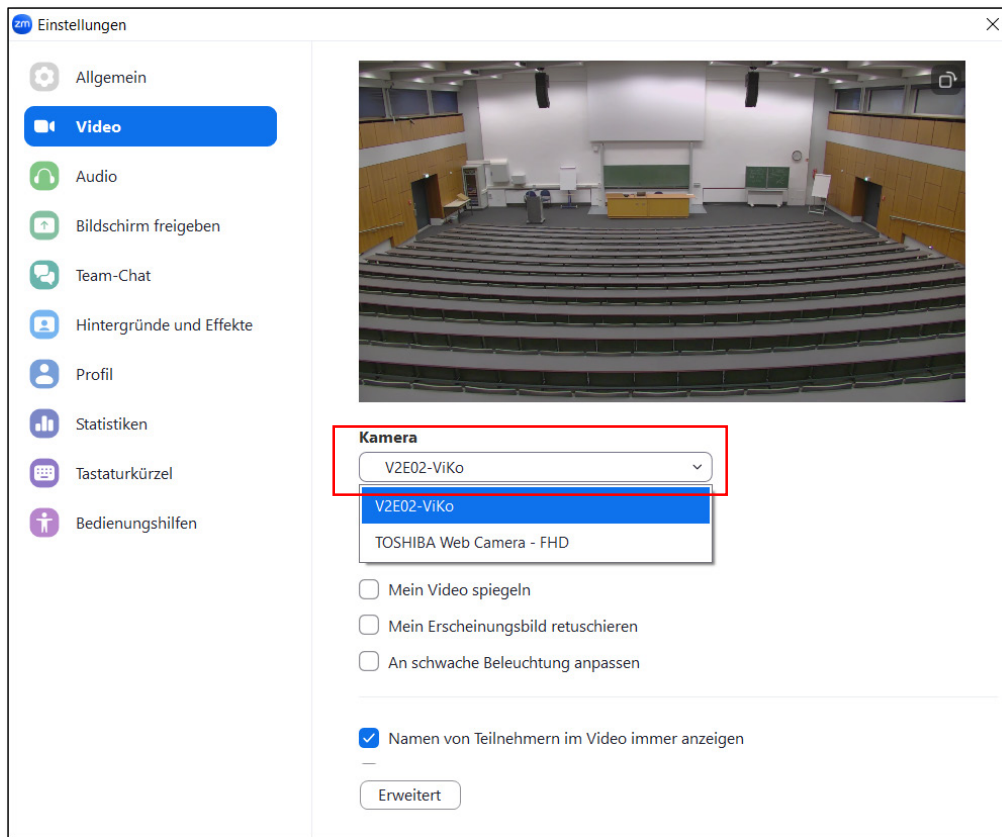 zm Einstellungen
Allgemein
Video
Audio
Bildschirm freigeben
Team-Chat
Hintergründe und Effekte
Profil
Statistiken
Tastaturkürzel
Bedienungshilfen
Kamera
V2E02-ViKo
V2E02-ViKo
TOSHIBA Web Camera - FHD
Mein Video spiegeln
Mein Erscheinungsbild retuschieren
An schwache Beleuchtung anpassen
Namen von Teilnehmern im Video immer anzeigen
Erweitert